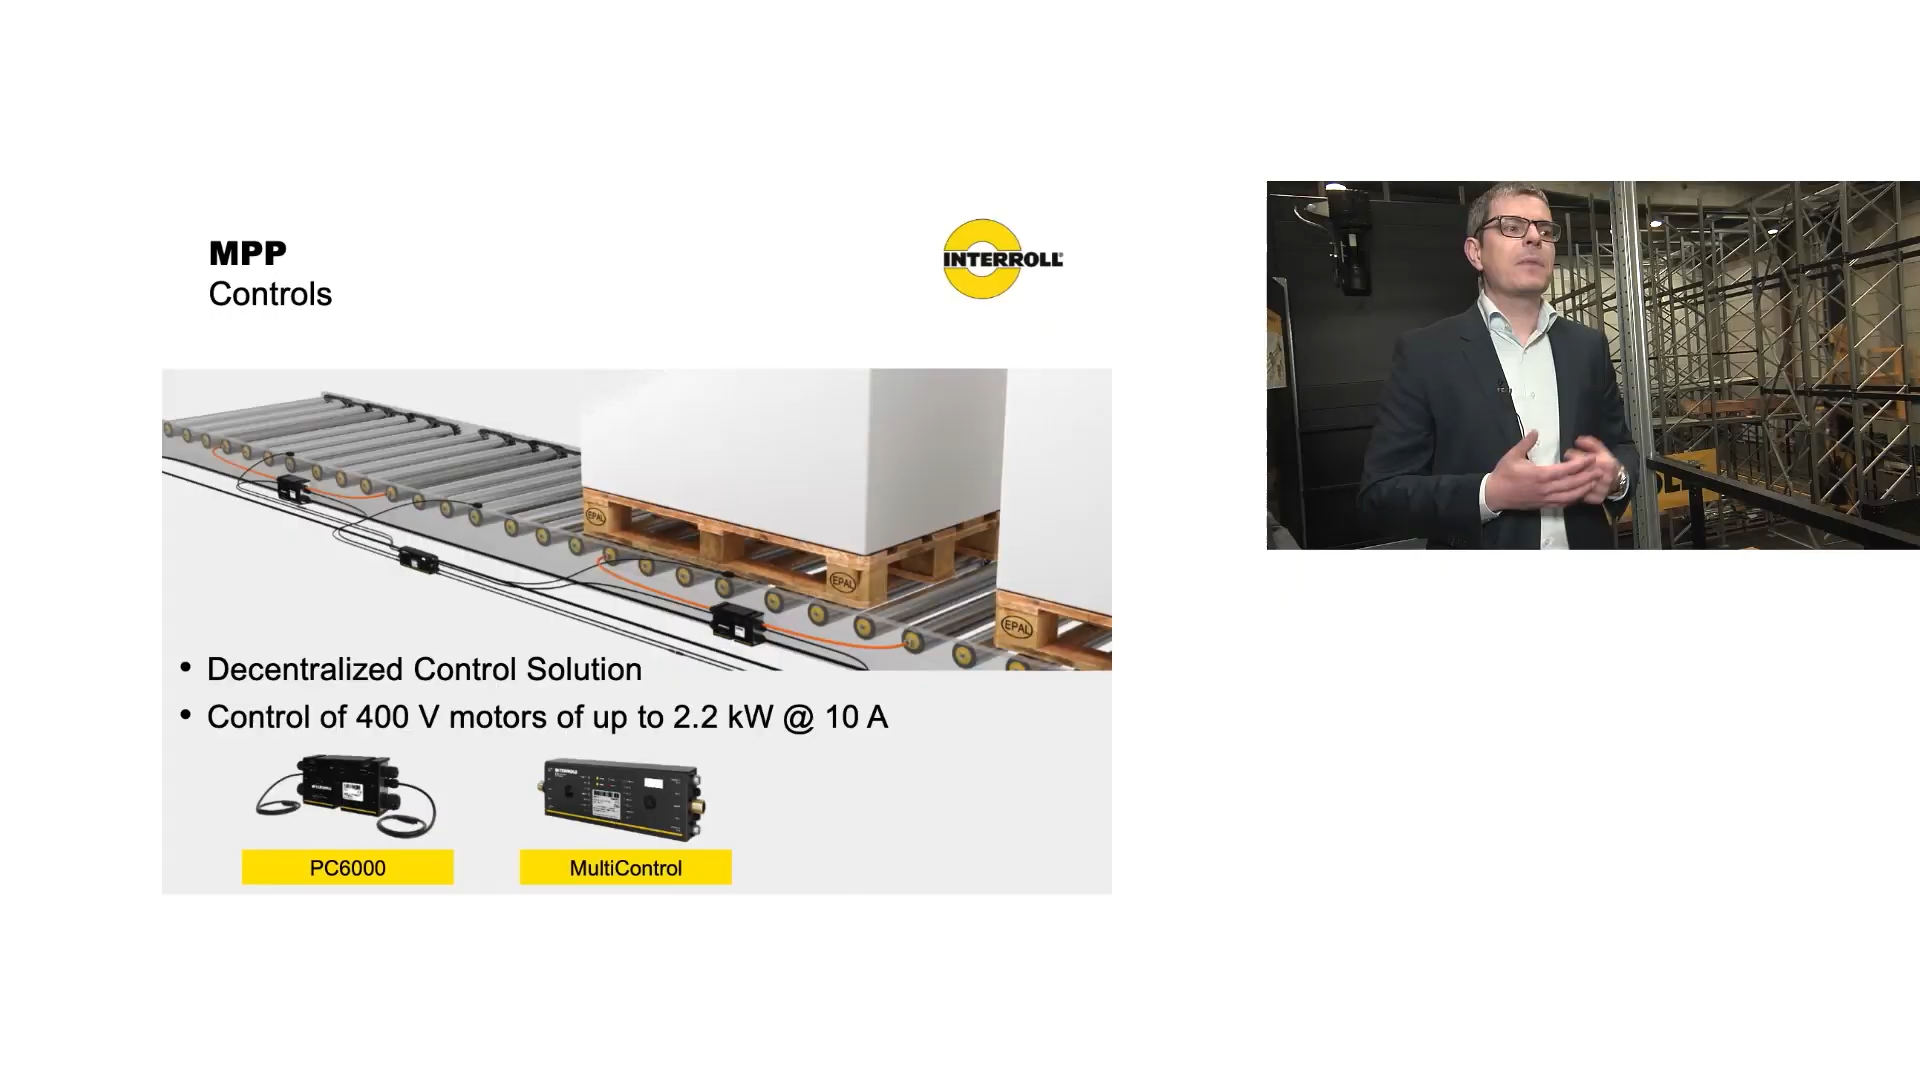 MPP
Controls
INTERROLL
EPAL
EPAL
EPAL
• Decentralized Control Solution
• Control of 400 V motors of up to 2.2 kW @ 10 A
PC6000
MultiControl